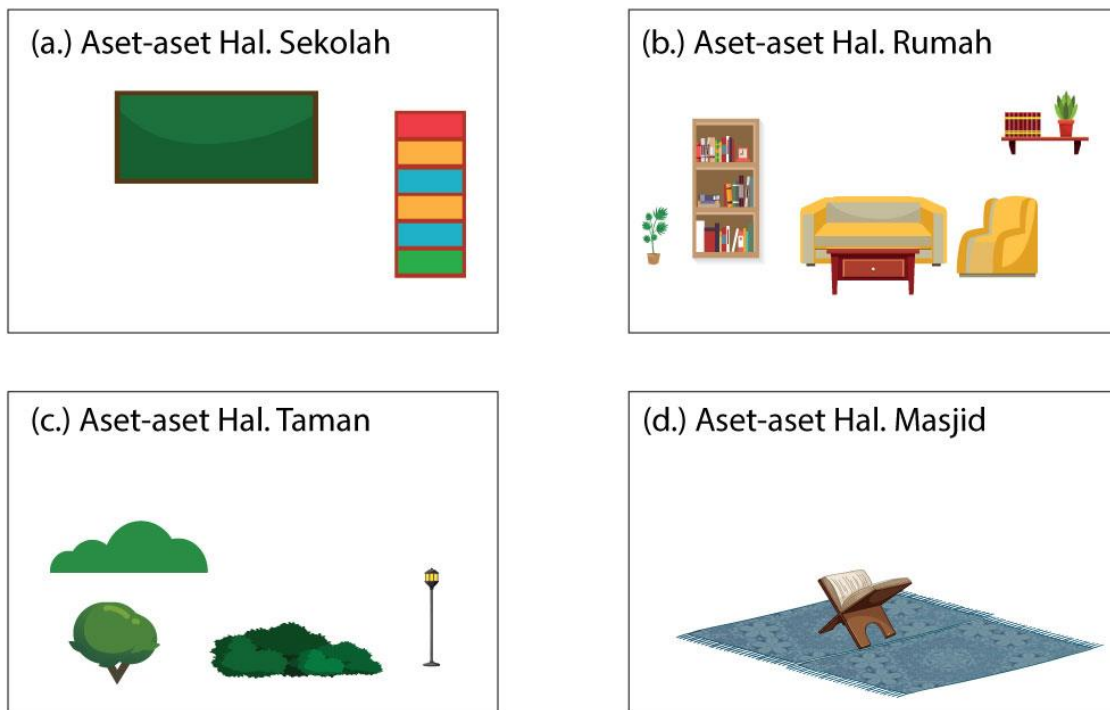 (a.) Aset-aset Hal. Sekolah
(b.) Aset-aset Hal. Rumah
(c.) Aset-aset Hal. Taman
(d.) Aset-aset Hal. Masjid